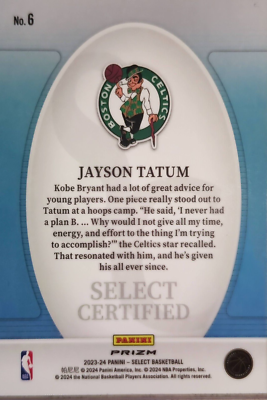 No. 6
BOSTON CELTICS
JAYSON TATUM
Kobe Bryant had a lot of great advice for
young players. One piece really stood out to
Tatum at a hoops camp. “He said, ‘I never had
a plan B. ... Why would I not give all my time,
energy, and effort to the thing I'm trying
to accomplish?’” the Celtics star recalled.
That resonated with him, and he's given
his all ever since.
SELECT
CERTIFIED
PANINI
PRIZM
2023-24 PANINI – SELECT BASKETBALL
帕尼尼 © 2024 Panini America, Inc. © 2024 NBA Properties, Inc.
© 2024 the National Basketball Players Association. All rights reserved.
NBA